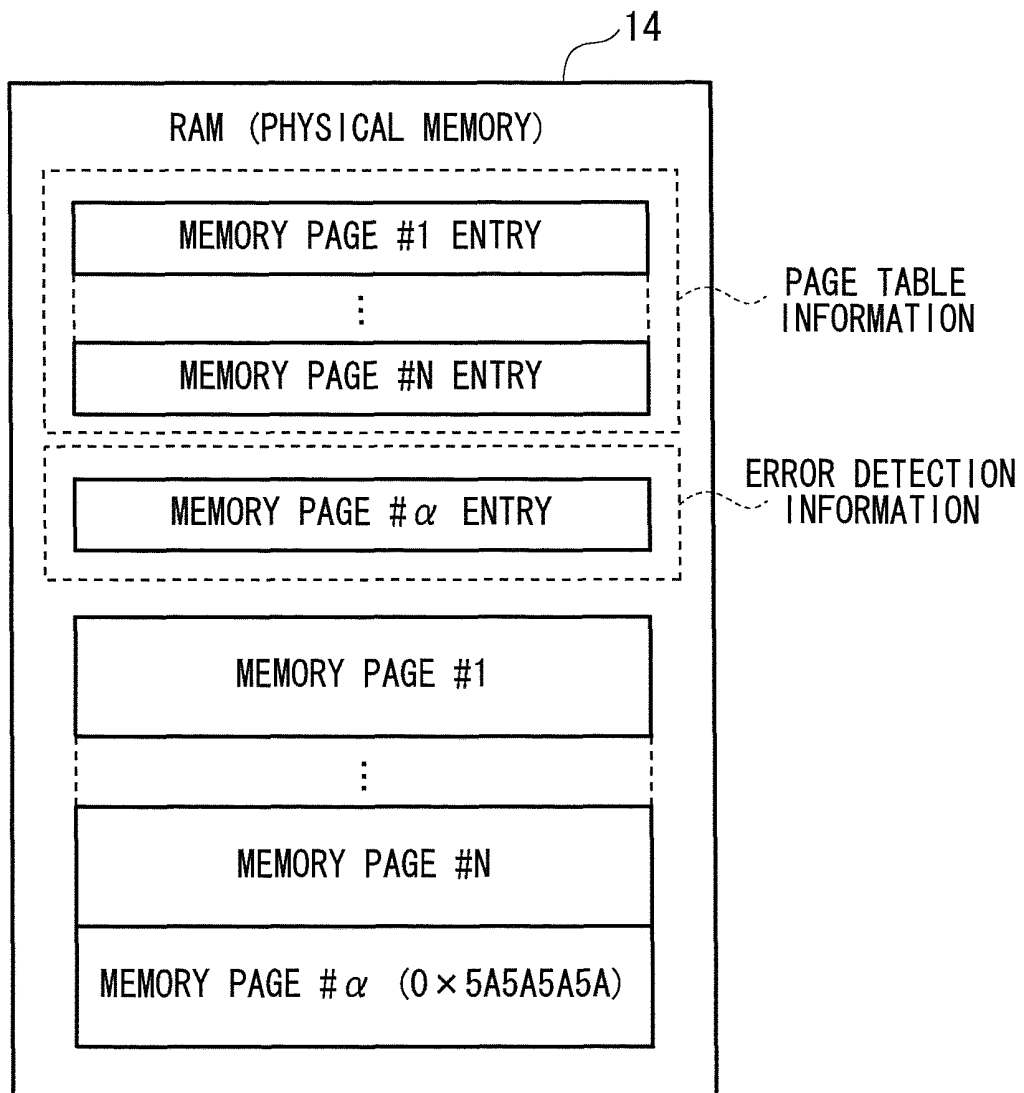 14
RAM (PHYSICAL MEMORY)
MEMORY PAGE #1 ENTRY
⋮
MEMORY PAGE #N ENTRY
PAGE TABLE
INFORMATION
MEMORY PAGE #α ENTRY
ERROR DETECTION
INFORMATION
MEMORY PAGE #1
⋮
MEMORY PAGE #N
MEMORY PAGE #α (0×5A5A5A5A)